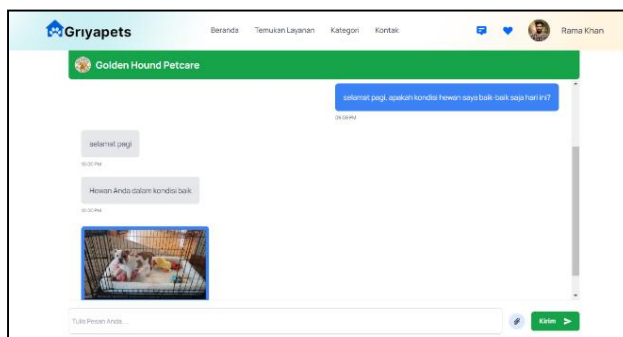 Griyapets
Beranda Temukan Layanan Kategori Kontak Rama Khan
Golden Hound Petcare
selamat pagi, apakah kondisi hewan saya baik-baik saja hari ini?
selamat pagi
Hewan Anda dalam kondisi baik
Tulis Pesan Anda....
Kirim